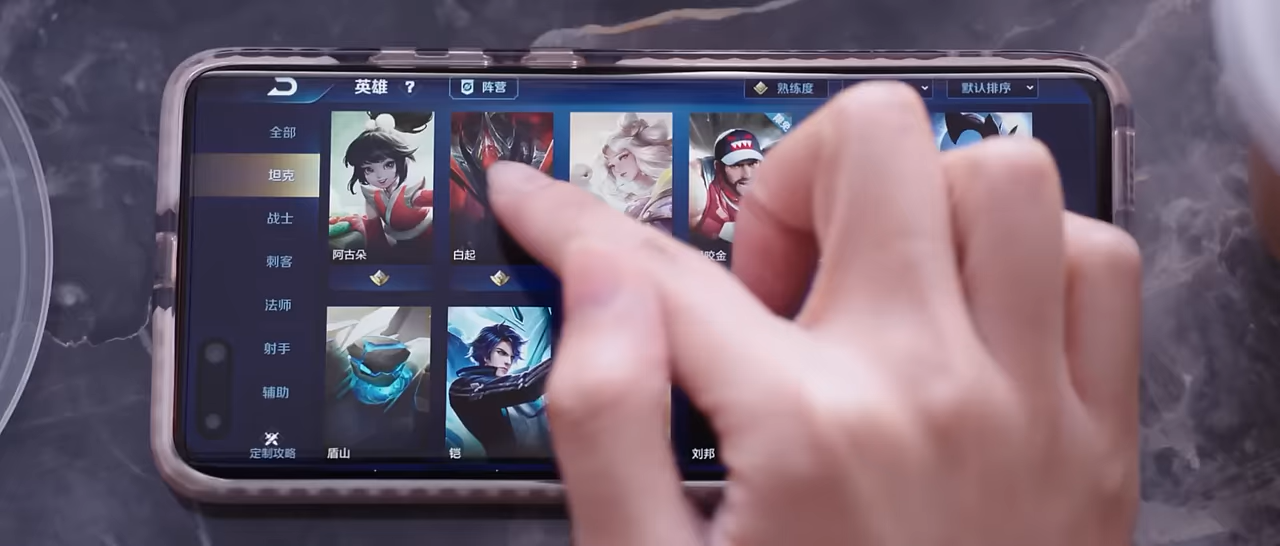 英雄 ? 阵营 熟练度 默认排序
全部
坦克
战士
刺客
法师
射手
辅助
定制攻略
阿古朵
白起
咬金
盾山
铠
刘邦